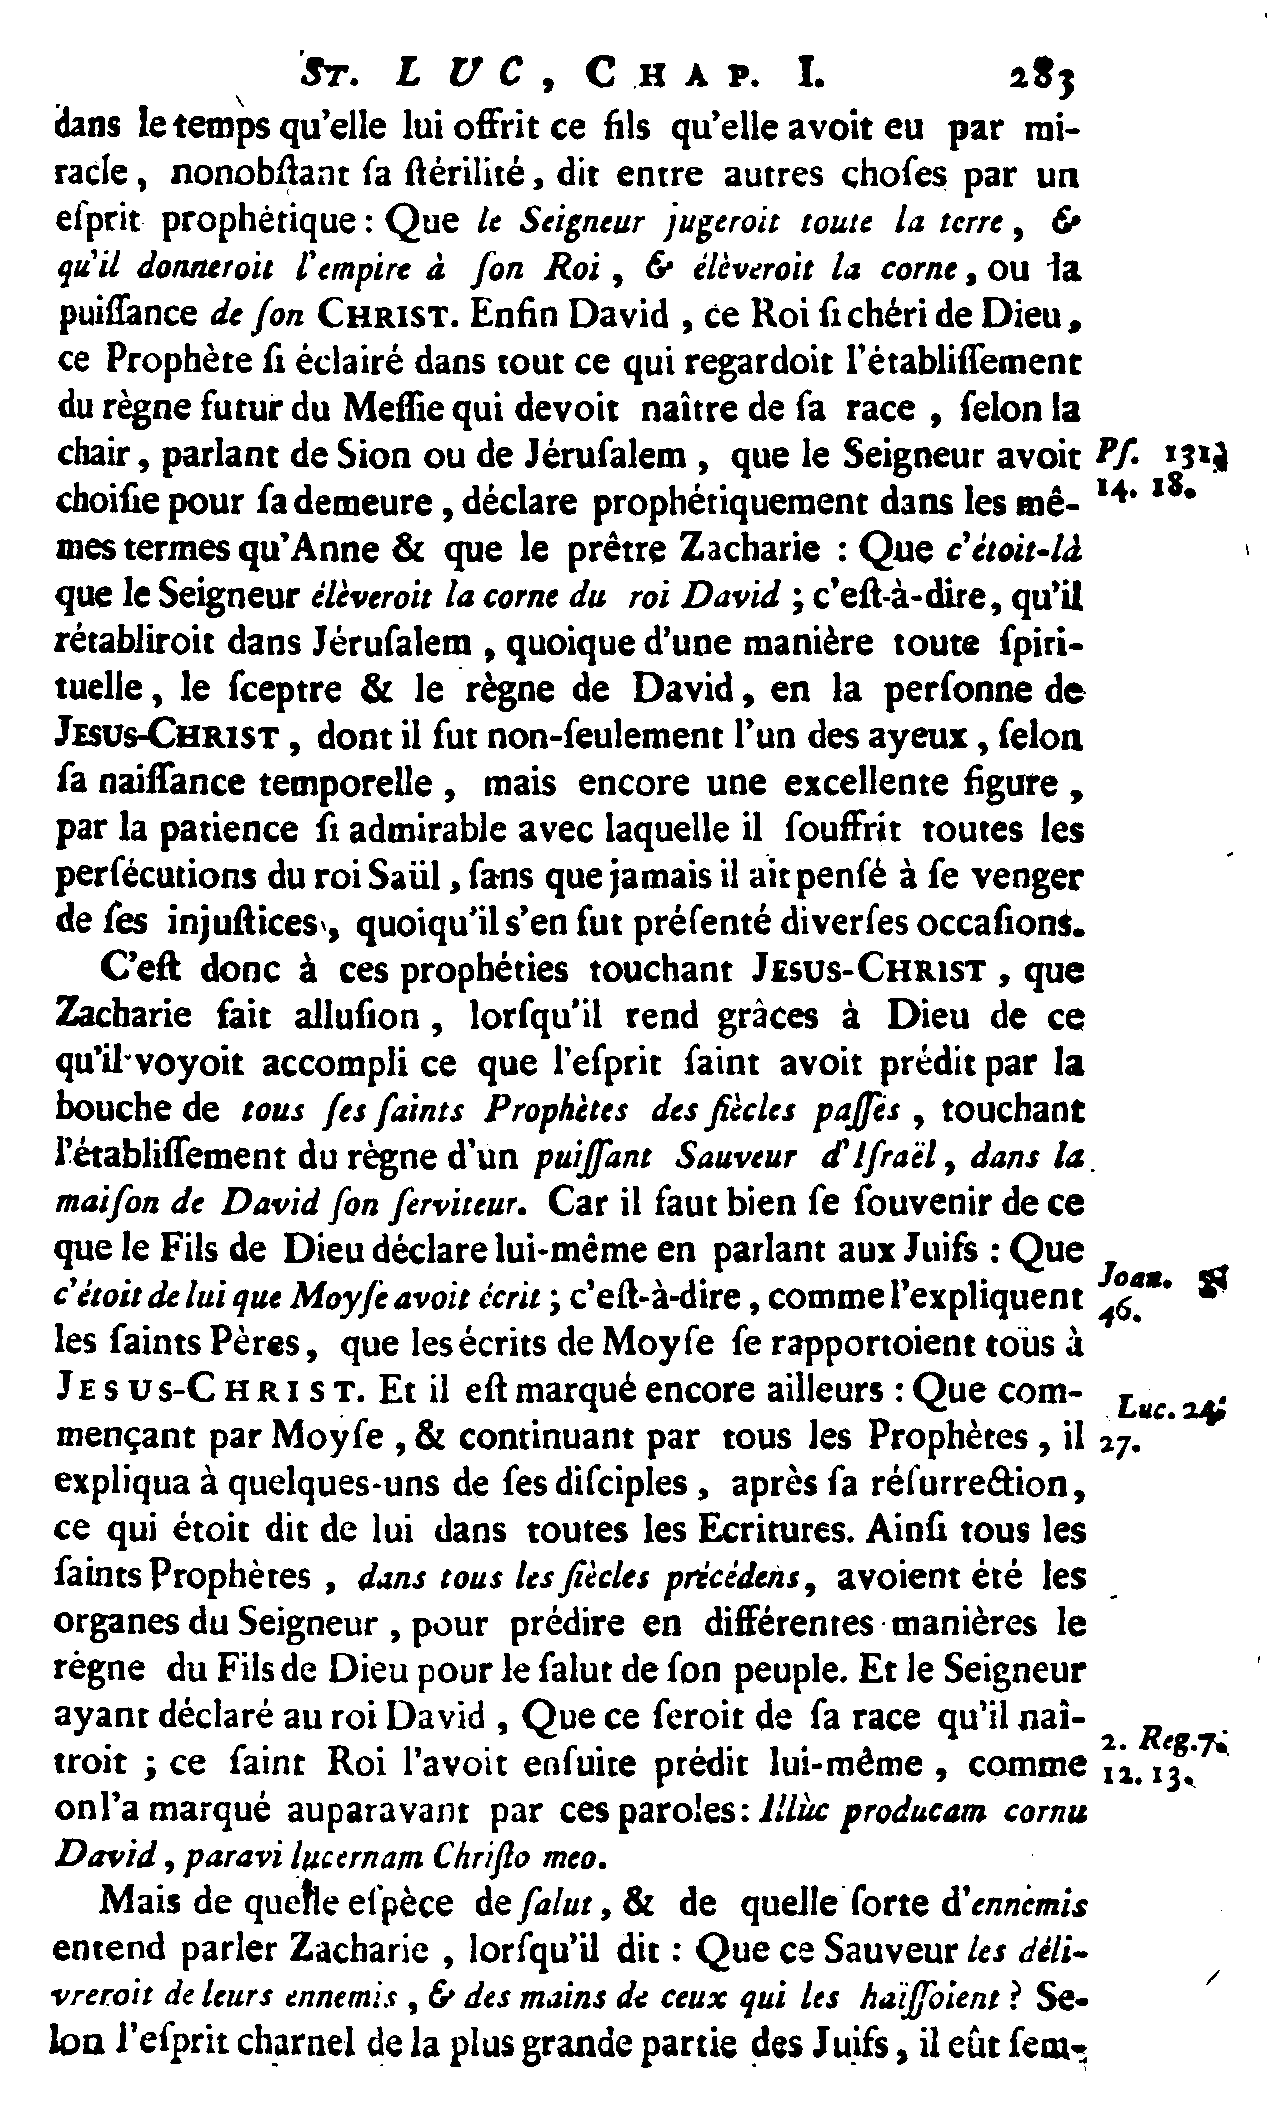 ST. LUC, CHAP. I. 283
dans le temps qu'elle lui offrit ce fils qu'elle avoit eu par mi-
racle, nonobſtant ſa ſtérilité, dit entre autres choſes par un
eſprit prophétique : Que le Seigneur jugeroit toute la terre, &
qu'il donneroit l'empire à ſon Roi, & élèveroit la corne, ou la
puiſſance de ſon CHRIST. Enfin David, ce Roi ſi chéri de Dieu,
ce Prophète ſi éclairé dans tout ce qui regardoit l'établiſſement
du règne futur du Meſſie qui devoit naître de ſa race, ſelon la
chair, parlant de Sion ou de Jéruſalem, que le Seigneur avoit
Pſ. 131.
choiſie pour ſa demeure, déclare prophétiquement dans les mê-
14. 18.
mes termes qu'Anne & que le prêtre Zacharie : Que c'étoit-là
que le Seigneur élèveroit la corne du roi David ; c'eſt-à-dire, qu'il
rétabliroit dans Jéruſalem, quoique d'une manière toute ſpiri-
tuelle, le ſceptre & le règne de David, en la perſonne de
JESUS-CHRIST, dont il fut non-ſeulement l'un des ayeux, ſelon
ſa naiſſance temporelle, mais encore une excellente figure,
par la patience ſi admirable avec laquelle il ſouffrit toutes les
perſécutions du roi Saül, ſans que jamais il ait penſé à ſe venger
de ſes injuſtices, quoiqu'il s'en fut préſenté diverſes occaſions.
C'eſt donc à ces prophéties touchant JESUS-CHRIST, que
Zacharie fait alluſion, lorſqu'il rend grâces à Dieu de ce
qu'il voyoit accompli ce que l'eſprit ſaint avoit prédit par la
bouche de tous ſes ſaints Prophètes des ſiècles paſſés, touchant
l'établiſſement du règne d'un puiſſant Sauveur d'Iſraël, dans la
maiſon de David ſon ſerviteur. Car il faut bien ſe ſouvenir de ce
que le Fils de Dieu déclare lui-même en parlant aux Juifs : Que
Joan.
c'étoit de lui que Moyſe avoit écrit ; c'eſt-à-dire, comme l'expliquent
46.
les ſaints Pères, que les écrits de Moyſe ſe rapportoient tous à
JESUS-CHRIST. Et il eſt marqué encore ailleurs : Que com-
Luc. 24.
mençant par Moyſe, & continuant par tous les Prophètes, il
27.
expliqua à quelques-uns de ſes diſciples, après ſa réſurrection,
ce qui étoit dit de lui dans toutes les Ecritures. Ainſi tous les
ſaints Prophètes, dans tous les ſiècles précédens, avoient été les
organes du Seigneur, pour prédire en différentes manières le
règne du Fils de Dieu pour le ſalut de ſon peuple. Et le Seigneur
ayant déclaré au roi David, Que ce ſeroit de ſa race qu'il naî-
2. Reg. 7.
troit ; ce ſaint Roi l'avoit enſuite prédit lui-même, comme
12. 13.
on l'a marqué auparavant par ces paroles : Illùc producam cornu
David, paravi lucernam Chriſto meo.
Mais de quelle eſpèce de ſalut, & de quelle ſorte d'ennemis
entend parler Zacharie, lorſqu'il dit : Que ce Sauveur les déli-
vreroit de leurs ennemis, & des mains de ceux qui les haïſſoient ? Se-
lon l'eſprit charnel de la plus grande partie des Juifs, il eût ſem-